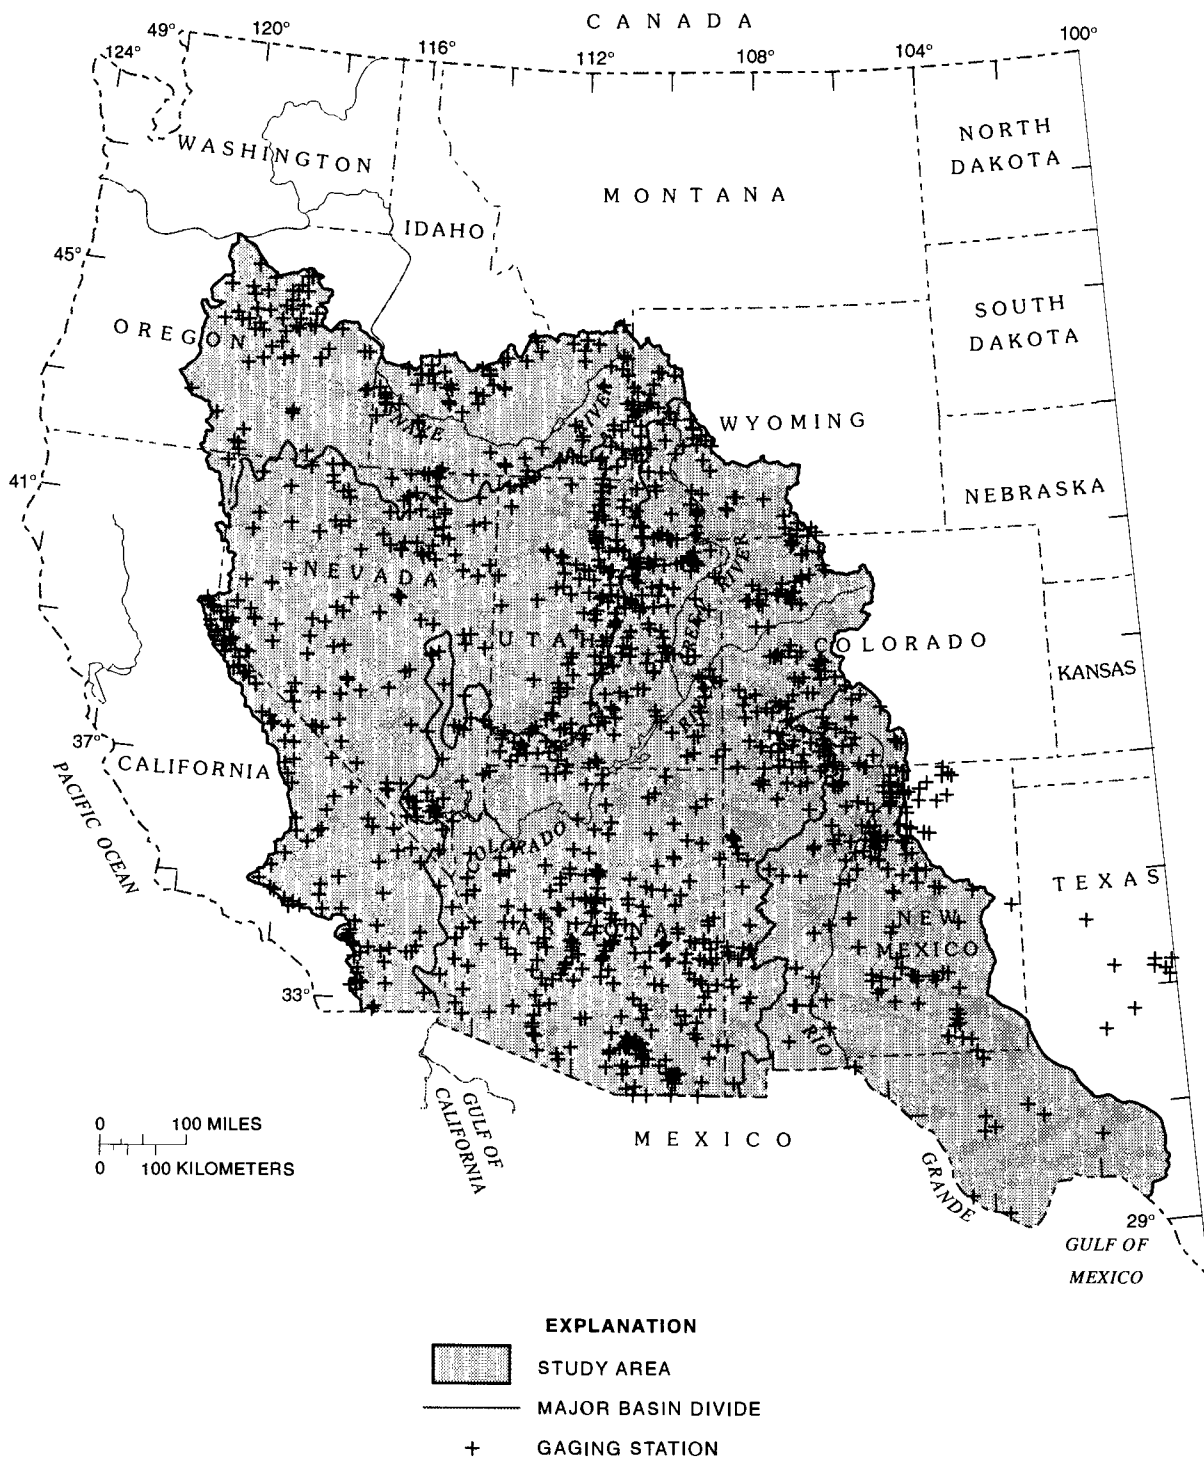 CANADA
49° 120° 116° 112° 108° 104° 100°
124°
WASHINGTON
MONTANA
NORTH
DAKOTA
IDAHO
45°
OREGON
SOUTH
DAKOTA
SNAKE
RIVER
WYOMING
41°
NEBRASKA
NEVADA
GREEN
RIVER
UTAH
COLORADO
KANSAS
RIVER
37°
CALIFORNIA
PACIFIC OCEAN
COLORADO
ARIZONA
NEW
MEXICO
TEXAS
33°
RIO
GULF OF
CALIFORNIA
MEXICO
GRANDE
29°
GULF OF
MEXICO
0 100 MILES
0 100 KILOMETERS
EXPLANATION
STUDY AREA
MAJOR BASIN DIVIDE
GAGING STATION